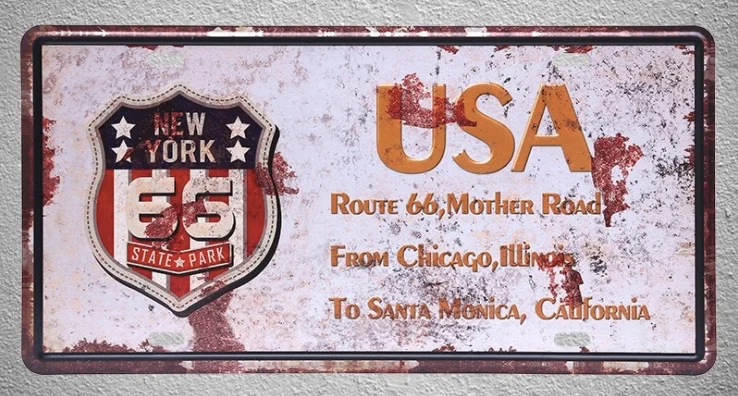 NEW
YORK
66
STATE★PARK
USA
ROUTE 66,MOTHER ROAD
FROM CHICAGO,ILLINOIS
TO SANTA MONICA, CALIFORNIA